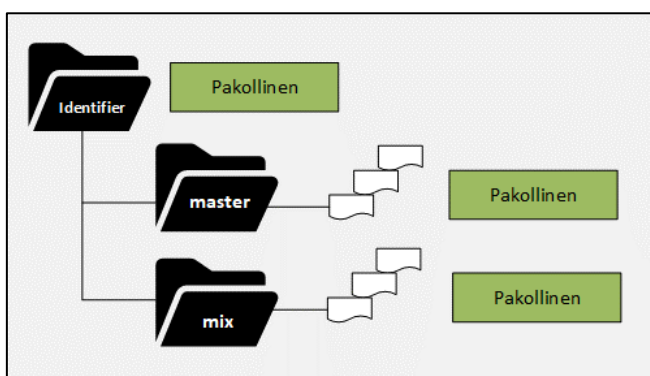 Identifier
Pakollinen
master
Pakollinen
mix
Pakollinen